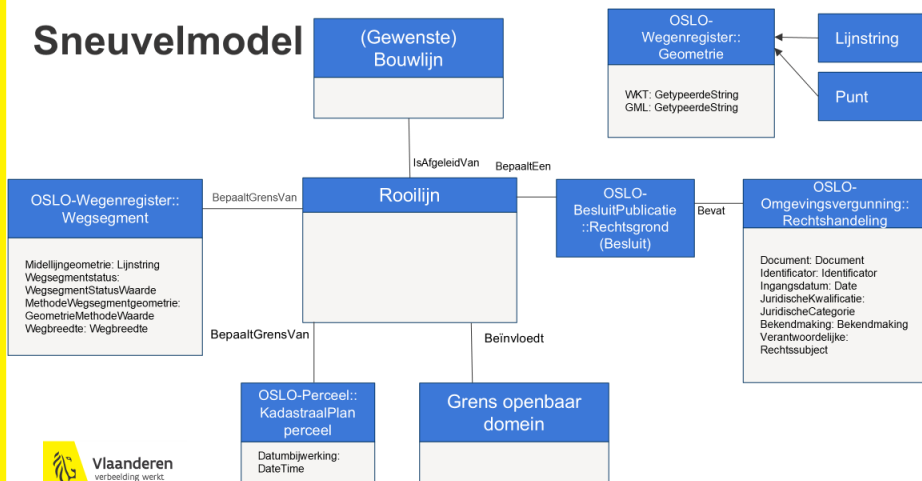 Sneuvelmodel
(Gewenste)
Bouwlijn
OSLO-
Wegenregister::
Geometrie
WKT: GetypeerdeString
GML: GetypeerdeString
Lijnstring
Punt
IsAfgeleidVan
BepaaltEen
OSLO-Wegenregister::
Wegsegment
Midellijngeometrie: Lijnstring
Wegsegmentstatus:
WegsegmentStatusWaarde
MethodeWegsegmentgeometrie:
GeometrieMethodeWaarde
Wegbreedte: Wegbreedte
BepaaltGrensVan
Rooilijn
OSLO-
BesluitPublicatie
::Rechtsgrond
(Besluit)
Bevat
OSLO-
Omgevingsvergunning::
Rechtshandeling
Document: Document
Identificator: Identificator
Ingangsdatum: Date
JuridischeKwalificatie:
JuridischeCategorie
Bekendmaking: Bekendmaking
Verantwoordelijke:
Rechtssubject
BepaaltGrensVan
Beïnvloedt
OSLO-Perceel::
KadastraalPlan
perceel
Datumbijwerking:
DateTime
Grens openbaar
domein
Vlaanderen
verbeelding werkt